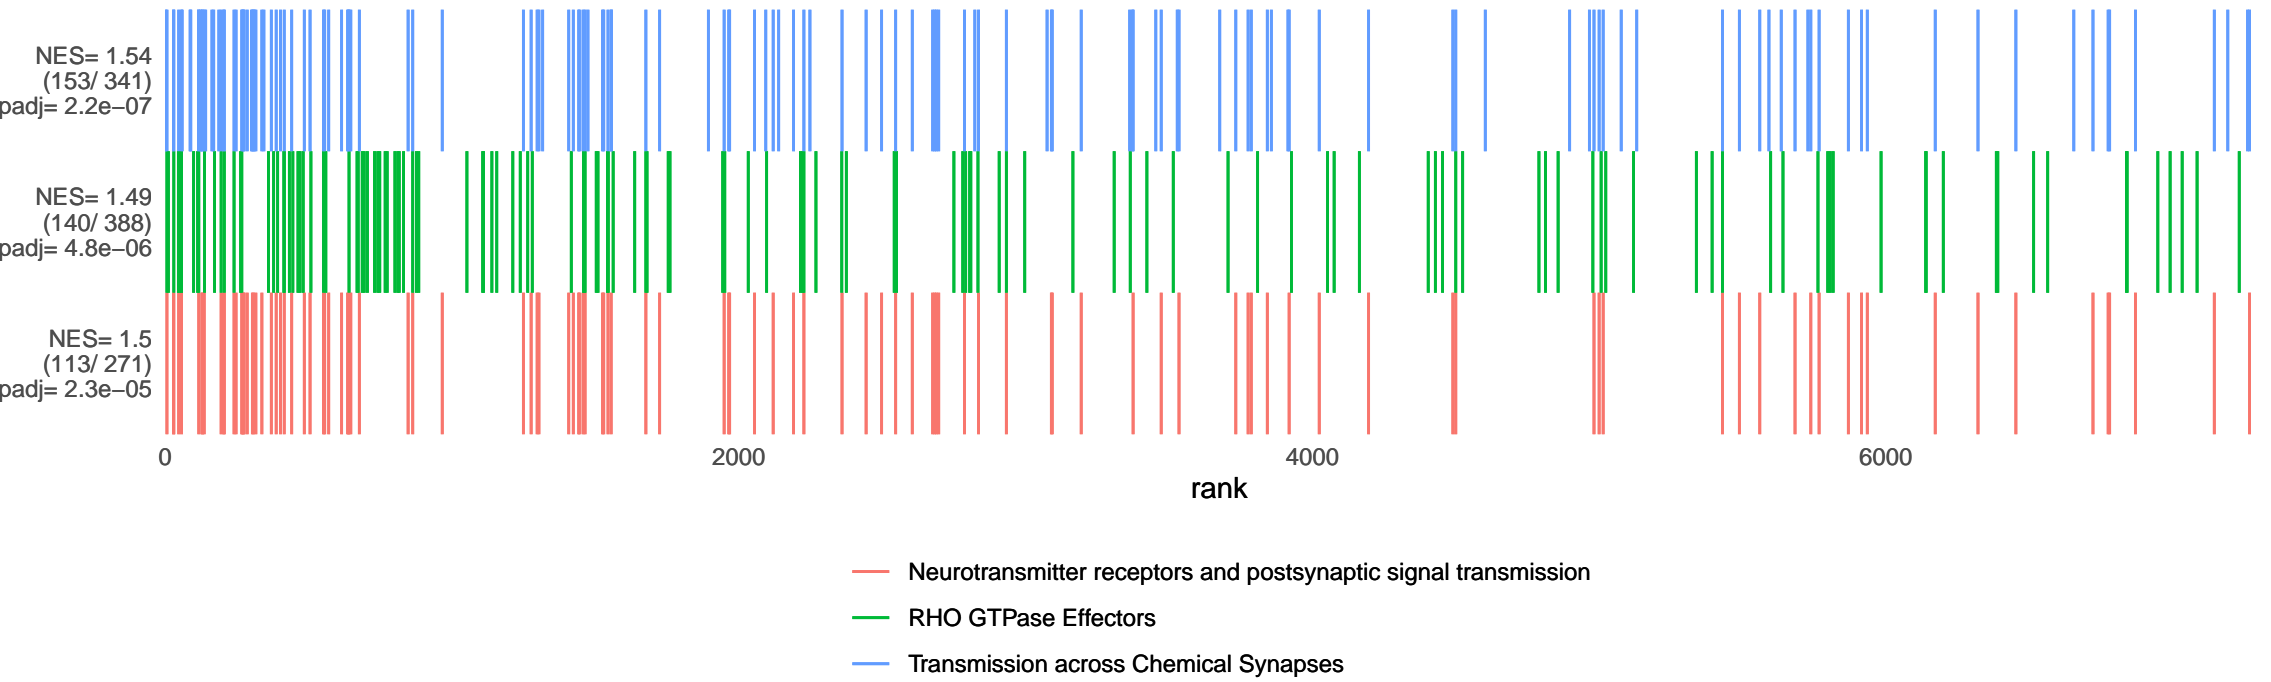 NES= 1.54
(153/ 341)
padj= 2.2e−07
NES= 1.49
(140/ 388)
padj= 4.8e−06
NES= 1.5
(113/ 271)
padj= 2.3e−05
0 2000 4000 6000
rank
Neurotransmitter receptors and postsynaptic signal transmission
RHO GTPase Effectors
Transmission across Chemical Synapses